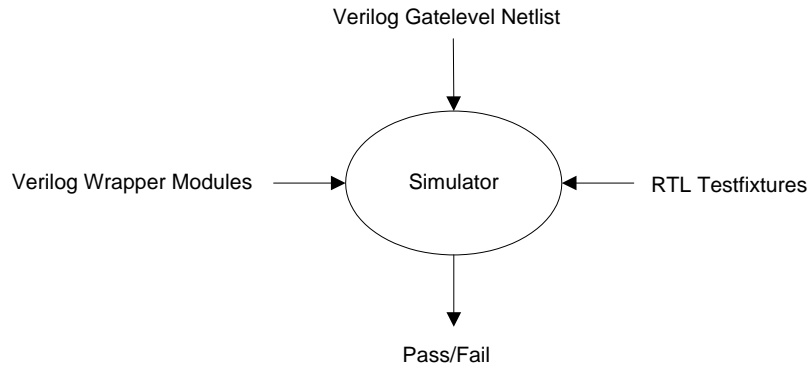 Verilog Gatelevel Netlist
Verilog Wrapper Modules
Simulator
RTL Testfixtures
Pass/Fail